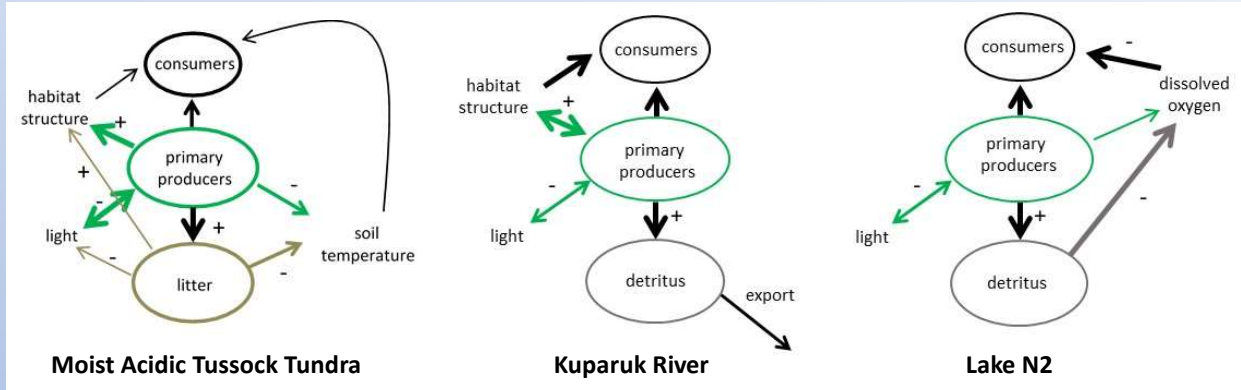 consumers
habitat
structure
+
primary
producers
+
-
-
light
+
soil
temperature
-
-
litter
Moist Acidic Tussock Tundra
consumers
habitat
structure
+
primary
producers
-
light
+
detritus
export
Kuparuk River
consumers
-
dissolved
oxygen
primary
producers
-
light
+
-
detritus
Lake N2